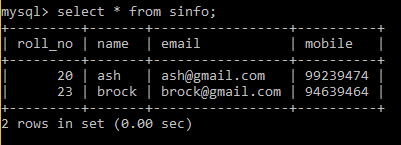 mysql> select * from sinfo;
+---------+-------+-----------------+----------+
| roll_no | name  | email           | mobile   |
+---------+-------+-----------------+----------+
|      20 | ash   | ash@gmail.com   | 99239474 |
|      23 | brock | brock@gmail.com | 94639464 |
+---------+-------+-----------------+----------+
2 rows in set (0.00 sec)